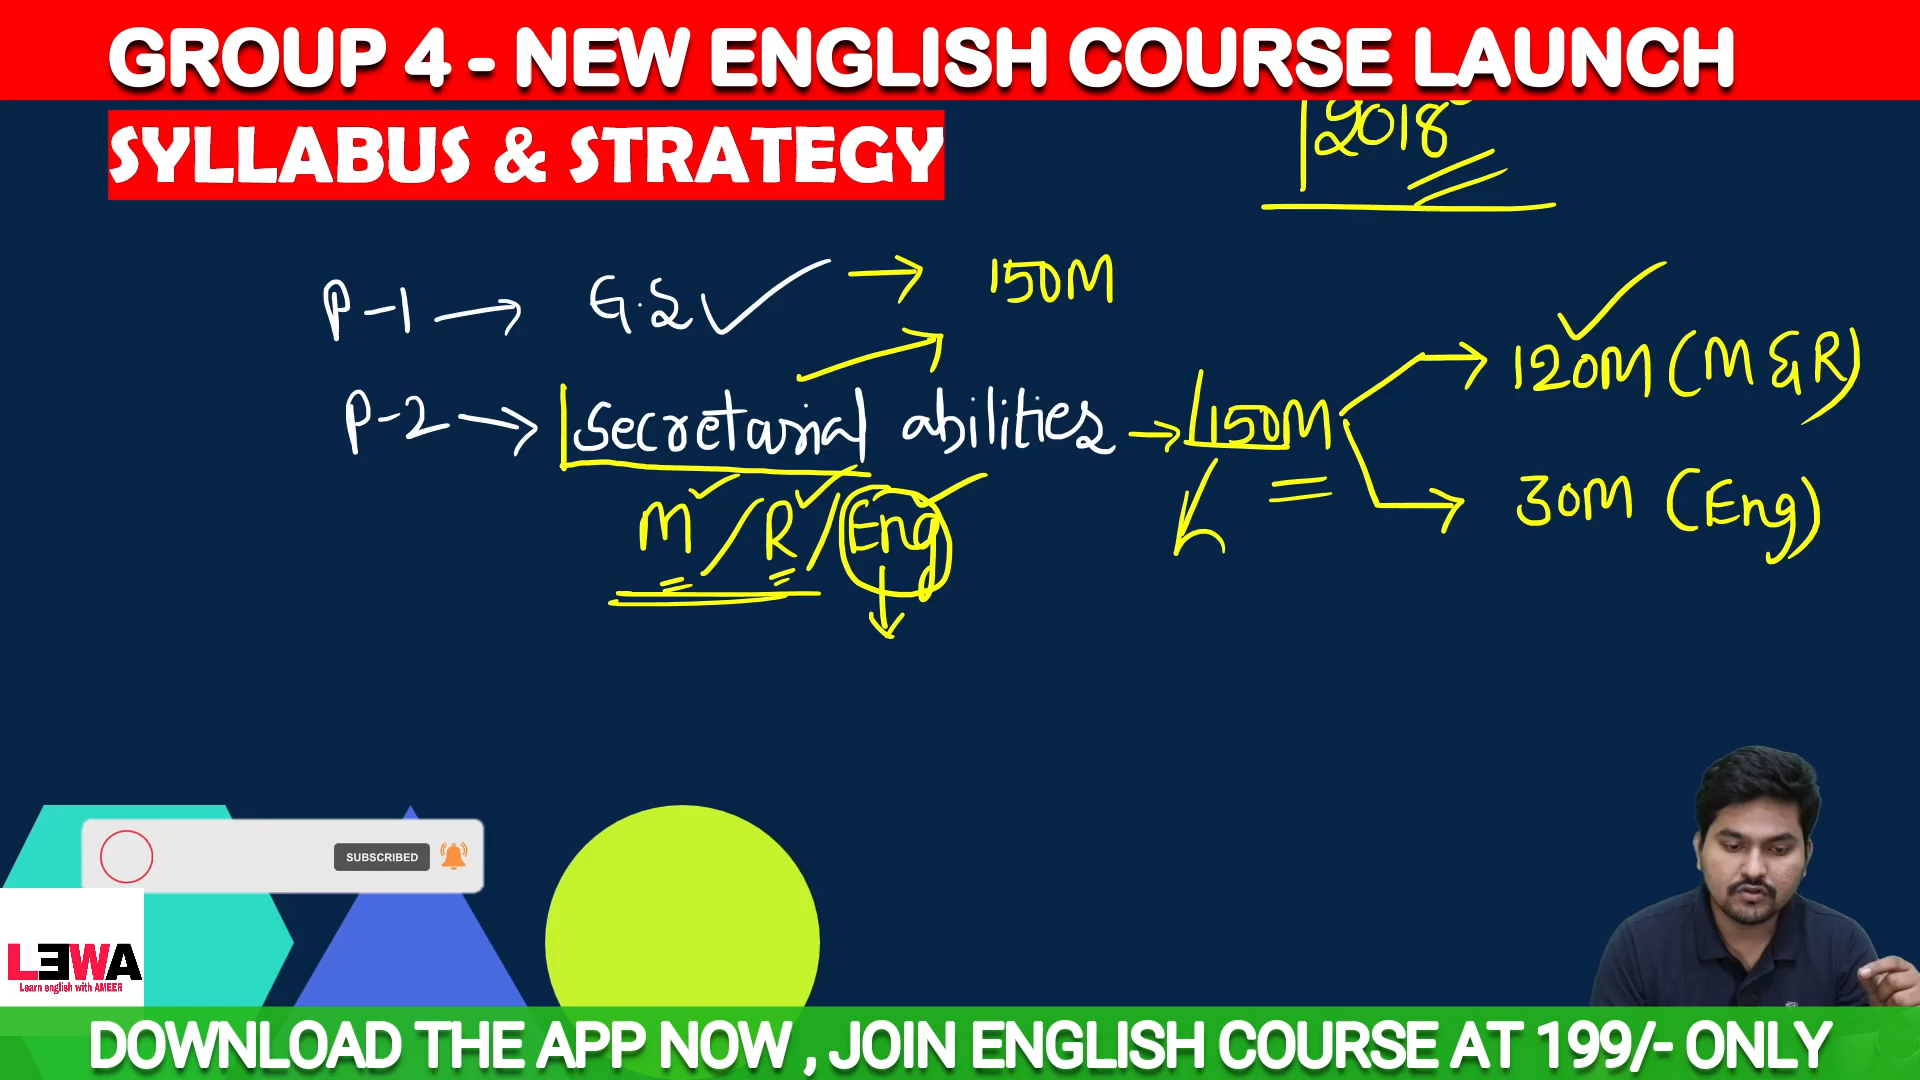 GROUP 4 - NEW ENGLISH COURSE LAUNCH
SYLLABUS & STRATEGY
2018
P-1 → G.S ✓ → 150M
P-2 → Secretarial abilities → 150M
120M (M & R)
30M (Eng)
M / R / Eng
SUBSCRIBED
L3WA
Learn english with AMEER
DOWNLOAD THE APP NOW , JOIN ENGLISH COURSE AT 199/- ONLY